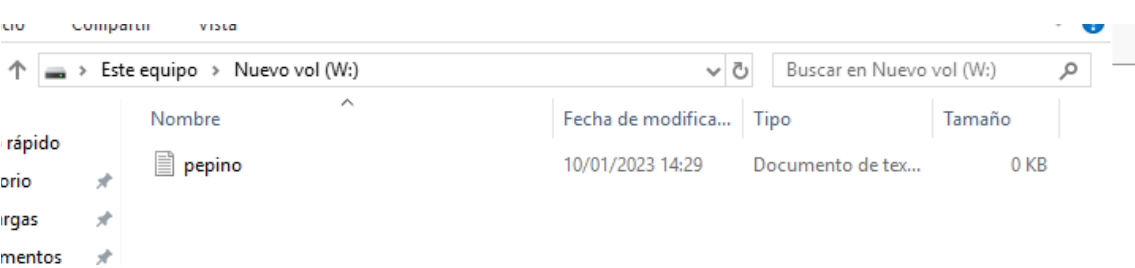 Compartir Vista
Este equipo > Nuevo vol (W:) Buscar en Nuevo vol (W:)
Nombre Fecha de modifica... Tipo Tamaño
rápido
pepino 10/01/2023 14:29 Documento de tex... 0 KB
orio
rgas
mentos